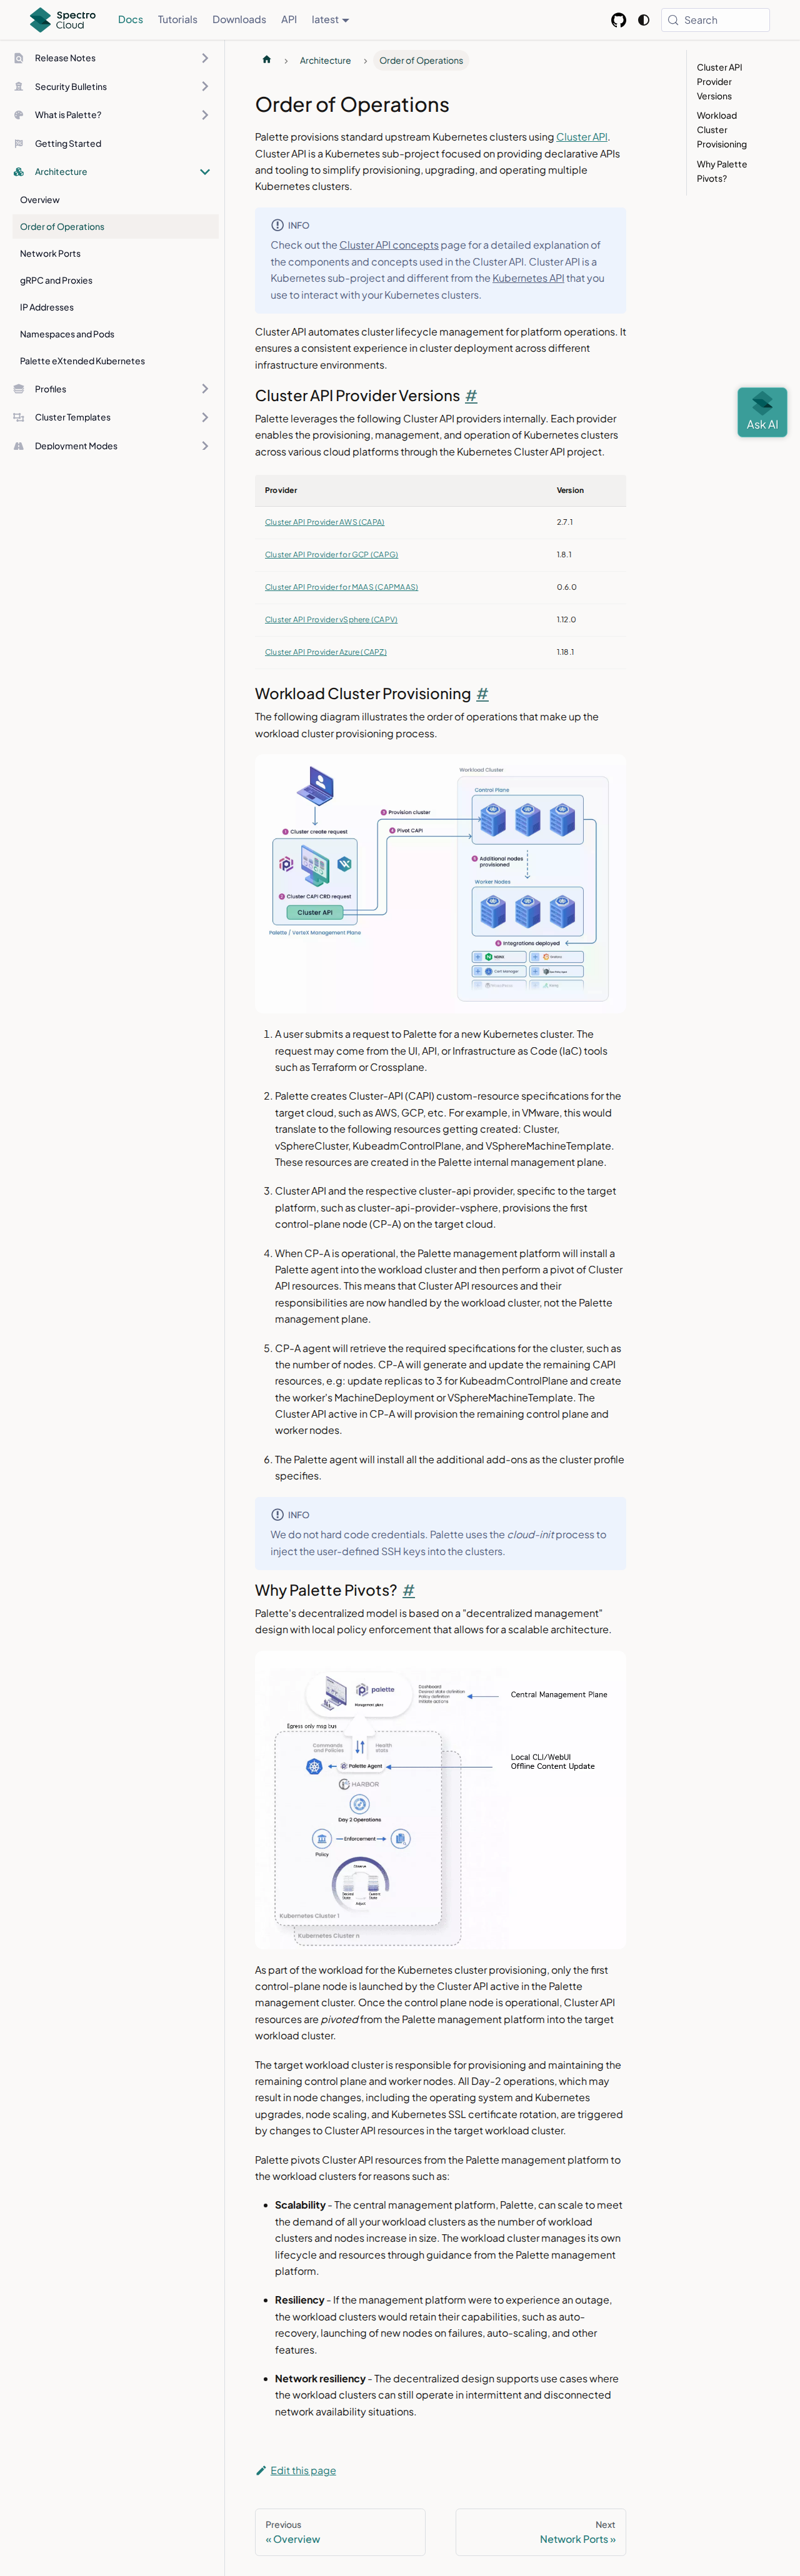 Spectro
Cloud
Docs
Tutorials
Downloads
API
latest
Search
Release Notes
Security Bulletins
What is Palette?
Getting Started
Architecture
Overview
Order of Operations
Network Ports
gRPC and Proxies
IP Addresses
Namespaces and Pods
Palette eXtended Kubernetes
Profiles
Cluster Templates
Deployment Modes
Architecture
Order of Operations
Order of Operations
Palette provisions standard upstream Kubernetes clusters using Cluster API.
Cluster API is a Kubernetes sub-project focused on providing declarative APIs
and tooling to simplify provisioning, upgrading, and operating multiple
Kubernetes clusters.
INFO
Check out the Cluster API concepts page for a detailed explanation of
the components and concepts used in the Cluster API. Cluster API is a
Kubernetes sub-project and different from the Kubernetes API that you
use to interact with your Kubernetes clusters.
Cluster API automates cluster lifecycle management for platform operations. It
ensures a consistent experience in cluster deployment across different
infrastructure environments.
Cluster API Provider Versions #
Palette leverages the following Cluster API providers internally. Each provider
enables the provisioning, management, and operation of Kubernetes clusters
across various cloud platforms through the Kubernetes Cluster API project.
Provider Version
Cluster API Provider AWS (CAPA) 2.7.1
Cluster API Provider for GCP (CAPG) 1.8.1
Cluster API Provider for MAAS (CAPMAAS) 0.6.0
Cluster API Provider vSphere (CAPV) 1.12.0
Cluster API Provider Azure (CAPZ) 1.18.1
Workload Cluster Provisioning #
The following diagram illustrates the order of operations that make up the
workload cluster provisioning process.
Workload Cluster
Control Plane
3 Provision cluster
1 Cluster create request
4 Pivot CAPI
5 Additional nodes
provisioned
2 Cluster CAPI CRD request
Worker Nodes
Cluster API
Palette / VerteX Management Plane
6 Integrations deployed
NGINX
Grafana
Cert Manager
1. A user submits a request to Palette for a new Kubernetes cluster. The
request may come from the UI, API, or Infrastructure as Code (IaC) tools
such as Terraform or Crossplane.
2. Palette creates Cluster-API (CAPI) custom-resource specifications for the
target cloud, such as AWS, GCP, etc. For example, in VMware, this would
translate to the following resources getting created: Cluster,
vSphereCluster, KubeadmControlPlane, and VSphereMachineTemplate.
These resources are created in the Palette internal management plane.
3. Cluster API and the respective cluster-api provider, specific to the target
platform, such as cluster-api-provider-vsphere, provisions the first
control-plane node (CP-A) on the target cloud.
4. When CP-A is operational, the Palette management platform will install a
Palette agent into the workload cluster and then perform a pivot of Cluster
API resources. This means that Cluster API resources and their
responsibilities are now handled by the workload cluster, not the Palette
management plane.
5. CP-A agent will retrieve the required specifications for the cluster, such as
the number of nodes. CP-A will generate and update the remaining CAPI
resources, e.g: update replicas to 3 for KubeadmControlPlane and create
the worker's MachineDeployment or VSphereMachineTemplate. The
Cluster API active in CP-A will provision the remaining control plane and
worker nodes.
6. The Palette agent will install all the additional add-ons as the cluster profile
specifies.
INFO
We do not hard code credentials. Palette uses the cloud-init process to
inject the user-defined SSH keys into the clusters.
Why Palette Pivots? #
Palette's decentralized model is based on a "decentralized management"
design with local policy enforcement that allows for a scalable architecture.
palette
Management plane
Dashboard
Desired state definition
Policy definition
Initiate actions
Central Management Plane
Egress only msg bus
Commands
and Policies
Health
stats
Palette Agent
Local CLI/WebUI
Offline Content Update
HARBOR
Day 2 Operations
Enforcement
Policy
Observe
Desired
State
Current
State
Adjust
Kubernetes Cluster 1
Kubernetes Cluster n
As part of the workload for the Kubernetes cluster provisioning, only the first
control-plane node is launched by the Cluster API active in the Palette
management cluster. Once the control plane node is operational, Cluster API
resources are pivoted from the Palette management platform into the target
workload cluster.
The target workload cluster is responsible for provisioning and maintaining the
remaining control plane and worker nodes. All Day-2 operations, which may
result in node changes, including the operating system and Kubernetes
upgrades, node scaling, and Kubernetes SSL certificate rotation, are triggered
by changes to Cluster API resources in the target workload cluster.
Palette pivots Cluster API resources from the Palette management platform to
the workload clusters for reasons such as:
Scalability - The central management platform, Palette, can scale to meet
the demand of all your workload clusters as the number of workload
clusters and nodes increase in size. The workload cluster manages its own
lifecycle and resources through guidance from the Palette management
platform.
Resiliency - If the management platform were to experience an outage,
the workload clusters would retain their capabilities, such as auto-
recovery, launching of new nodes on failures, auto-scaling, and other
features.
Network resiliency - The decentralized design supports use cases where
the workload clusters can still operate in intermittent and disconnected
network availability situations.
Edit this page
Previous
« Overview
Next
Network Ports »
Cluster API
Provider
Versions
Workload
Cluster
Provisioning
Why Palette
Pivots?
Ask AI